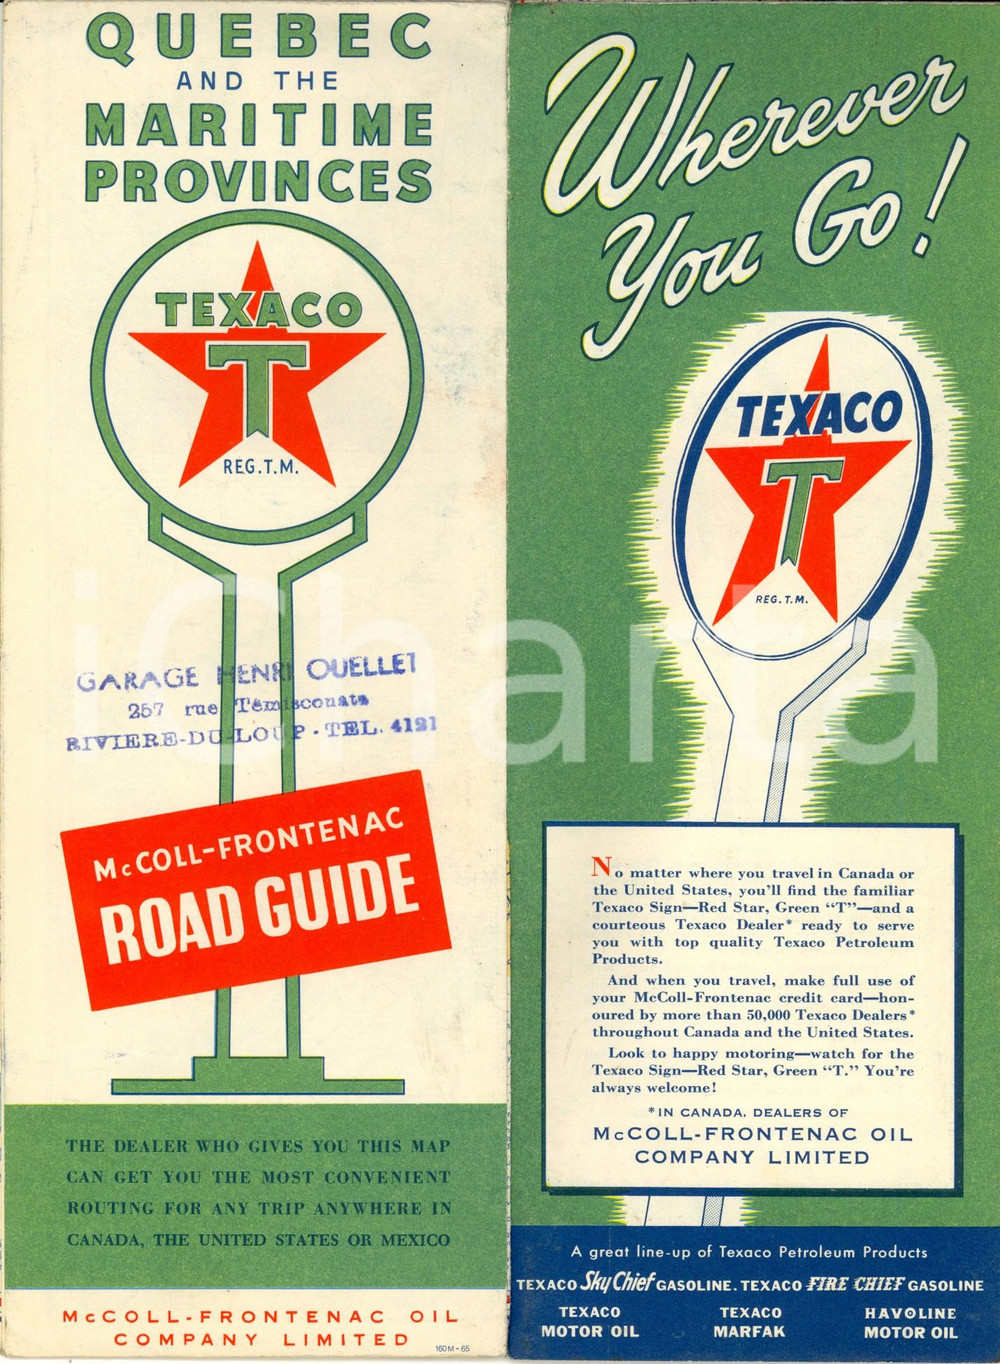 QUEBEC
AND THE
MARITIME
PROVINCES
TEXACO
T
REG.T.M.
GARAGE HENRI OUELLET
257 rue Témiscouata
RIVIERE-DU-LOUP - TEL. 4121
McCOLL-FRONTENAC
ROAD GUIDE
THE DEALER WHO GIVES YOU THIS MAP
CAN GET YOU THE MOST CONVENIENT
ROUTING FOR ANY TRIP ANYWHERE IN
CANADA, THE UNITED STATES OR MEXICO
McCOLL-FRONTENAC OIL
COMPANY LIMITED
160M-65
Wherever
You Go!
TEXACO
T
REG. T. M.
No matter where you travel in Canada or
the United States, you'll find the familiar
Texaco Sign—Red Star, Green "T"—and a
courteous Texaco Dealer* ready to serve
you with top quality Texaco Petroleum
Products.
And when you travel, make full use of
your McColl-Frontenac credit card—hon-
oured by more than 50,000 Texaco Dealers*
throughout Canada and the United States.
Look to happy motoring—watch for the
Texaco Sign—Red Star, Green "T." You're
always welcome!
*IN CANADA, DEALERS OF
McCOLL-FRONTENAC OIL
COMPANY LIMITED
A great line-up of Texaco Petroleum Products
TEXACO Sky Chief GASOLINE. TEXACO FIRE CHIEF GASOLINE
TEXACO TEXACO HAVOLINE
MOTOR OIL MARFAK MOTOR OIL
iCharta